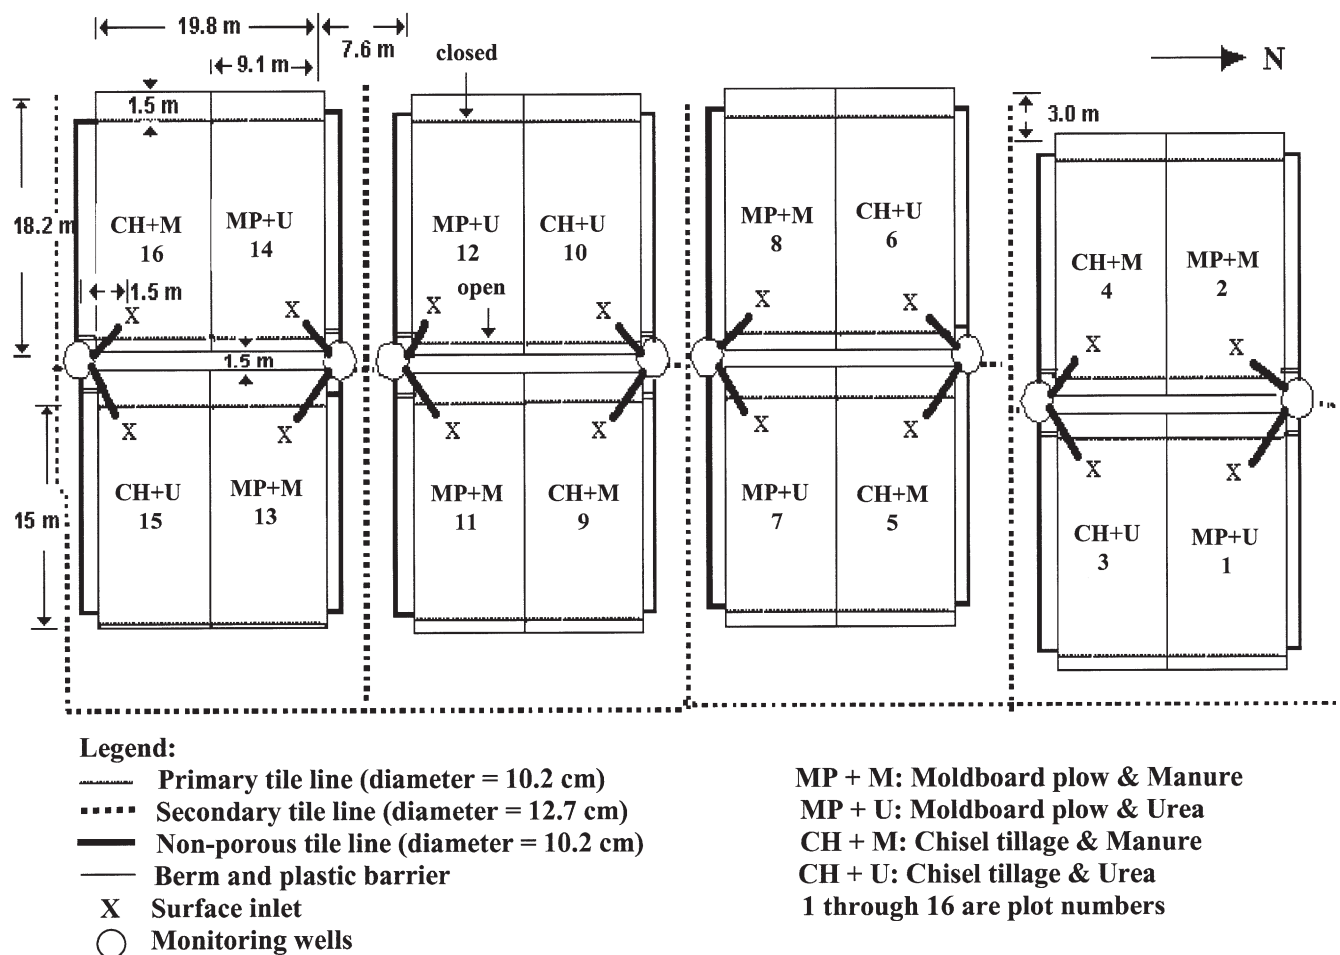 19.8 m
7.6 m
9.1 m
closed
N
1.5 m
3.0 m
18.2 m
CH+M
16
MP+U
14
MP+U
12
CH+U
10
MP+M
8
CH+U
6
CH+M
4
MP+M
2
1.5 m
open
X
X
X
X
X
X
X
X
1.5 m
X
X
X
X
X
X
X
X
15 m
CH+U
15
MP+M
13
MP+M
11
CH+M
9
MP+U
7
CH+M
5
CH+U
3
MP+U
1
Legend:
Primary tile line (diameter = 10.2 cm)
Secondary tile line (diameter = 12.7 cm)
Non-porous tile line (diameter = 10.2 cm)
Berm and plastic barrier
X Surface inlet
Monitoring wells
MP + M: Moldboard plow & Manure
MP + U: Moldboard plow & Urea
CH + M: Chisel tillage & Manure
CH + U: Chisel tillage & Urea
1 through 16 are plot numbers